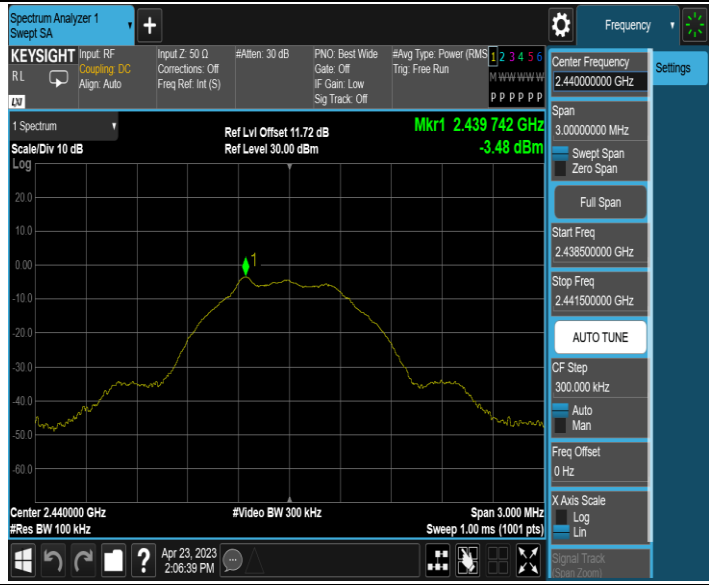 Spectrum Analyzer 1
Swept SA
+
Frequency
KEYSIGHT
RL
LXI
Input: RF
Coupling: DC
Align: Auto
Input Z: 50 Ω
Corrections: Off
Freq Ref: Int (S)
#Atten: 30 dB
PNO: Best Wide
Gate: Off
IF Gain: Low
Sig Track: Off
#Avg Type: Power (RMS
Trig: Free Run
1 2 3 4 5 6
M W W W W W
P P P P P P
Center Frequency
2.440000000 GHz
Settings
Span
3.00000000 MHz
Swept Span
Zero Span
Full Span
Start Freq
2.438500000 GHz
Stop Freq
2.441500000 GHz
AUTO TUNE
CF Step
300.000 kHz
Auto
Man
Freq Offset
0 Hz
X Axis Scale
Log
Lin
Signal Track
(Span Zoom)
1 Spectrum
Scale/Div 10 dB
Ref Lvl Offset 11.72 dB
Ref Level 30.00 dBm
Mkr1 2.439 742 GHz
-3.48 dBm
Log
20.0
10.0
0.00
-10.0
-20.0
-30.0
-40.0
-50.0
-60.0
1
Center 2.440000 GHz
#Res BW 100 kHz
#Video BW 300 kHz
Span 3.000 MHz
Sweep 1.00 ms (1001 pts)
?
Apr 23, 2023
2:06:39 PM